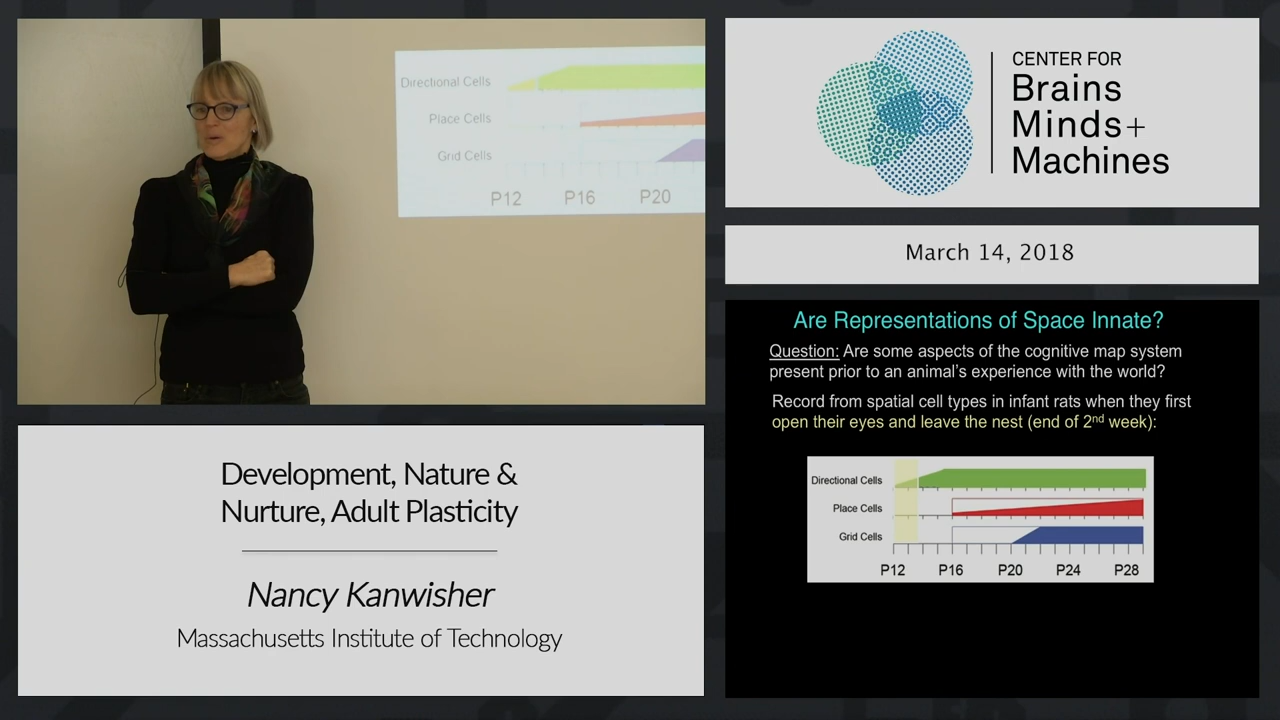 Directional Cells
Place Cells
Grid Cells
P12 P16 P20
CENTER FOR
Brains
Minds+
Machines
March 14, 2018
Are Representations of Space Innate?
Question: Are some aspects of the cognitive map system
present prior to an animal's experience with the world?
Record from spatial cell types in infant rats when they first
open their eyes and leave the nest (end of 2nd week):
Directional Cells
Place Cells
Grid Cells
P12 P16 P20 P24 P28
Development, Nature &
Nurture, Adult Plasticity
Nancy Kanwisher
Massachusetts Institute of Technology